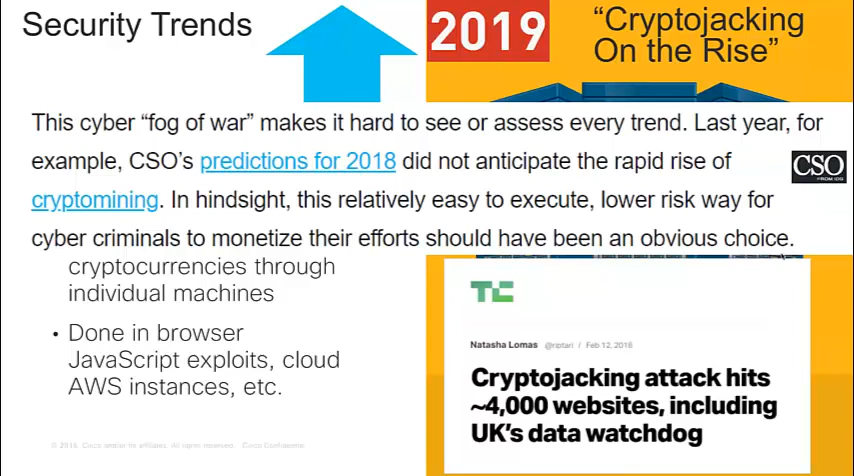 Security Trends
2019
“Cryptojacking
On the Rise”
This cyber “fog of war” makes it hard to see or assess every trend. Last year, for
example, CSO’s predictions for 2018 did not anticipate the rapid rise of
cryptomining. In hindsight, this relatively easy to execute, lower risk way for
cyber criminals to monetize their efforts should have been an obvious choice.
CSO
FROM IDG
cryptocurrencies through
individual machines
• Done in browser
JavaScript exploits, cloud
AWS instances, etc.
© 2018 Cisco and/or its affiliates. All rights reserved. Cisco Confidential
TC
Natasha Lomas @riptari / Feb 12, 2018
Cryptojacking attack hits
~4,000 websites, including
UK’s data watchdog